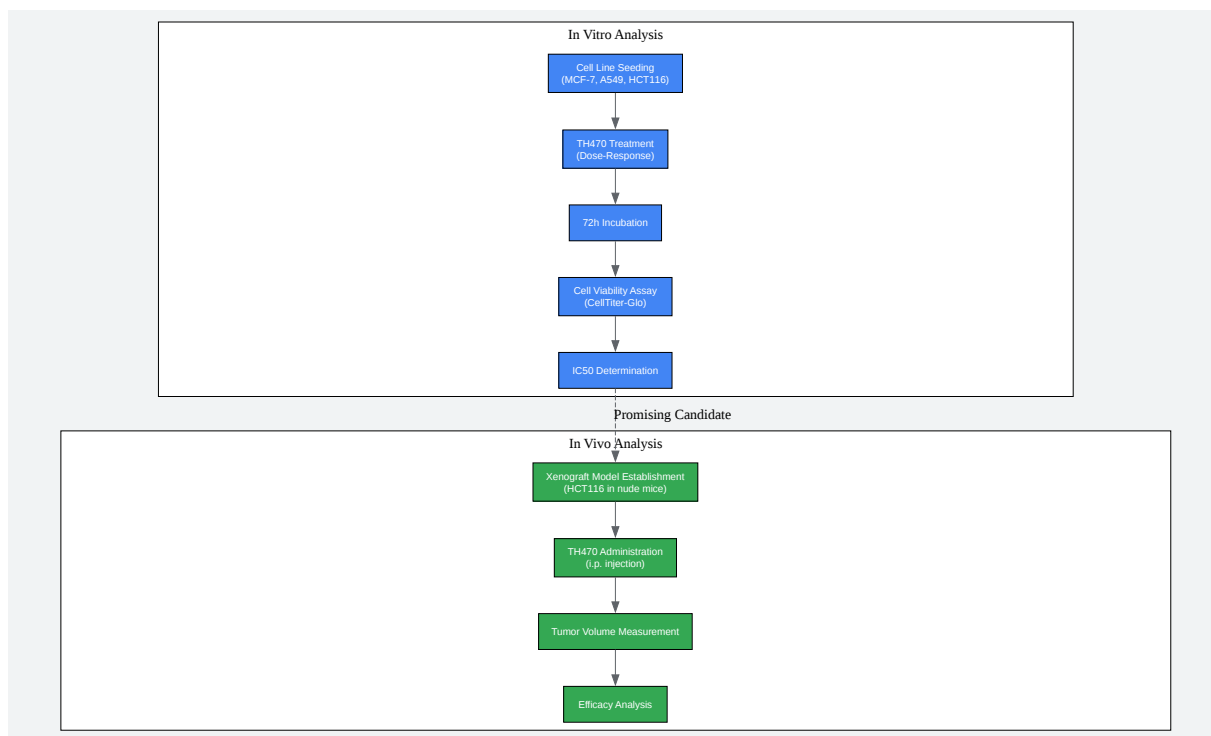 In Vitro Analysis
Cell Line Seeding
(MCF-7, A549, HCT116)
TH470 Treatment
(Dose-Response)
72h Incubation
Cell Viability Assay
(CellTiter-Glo)
IC50 Determination
Promising Candidate
In Vivo Analysis
Xenograft Model Establishment
(HCT116 in nude mice)
TH470 Administration
(i.p. injection)
Tumor Volume Measurement
Efficacy Analysis